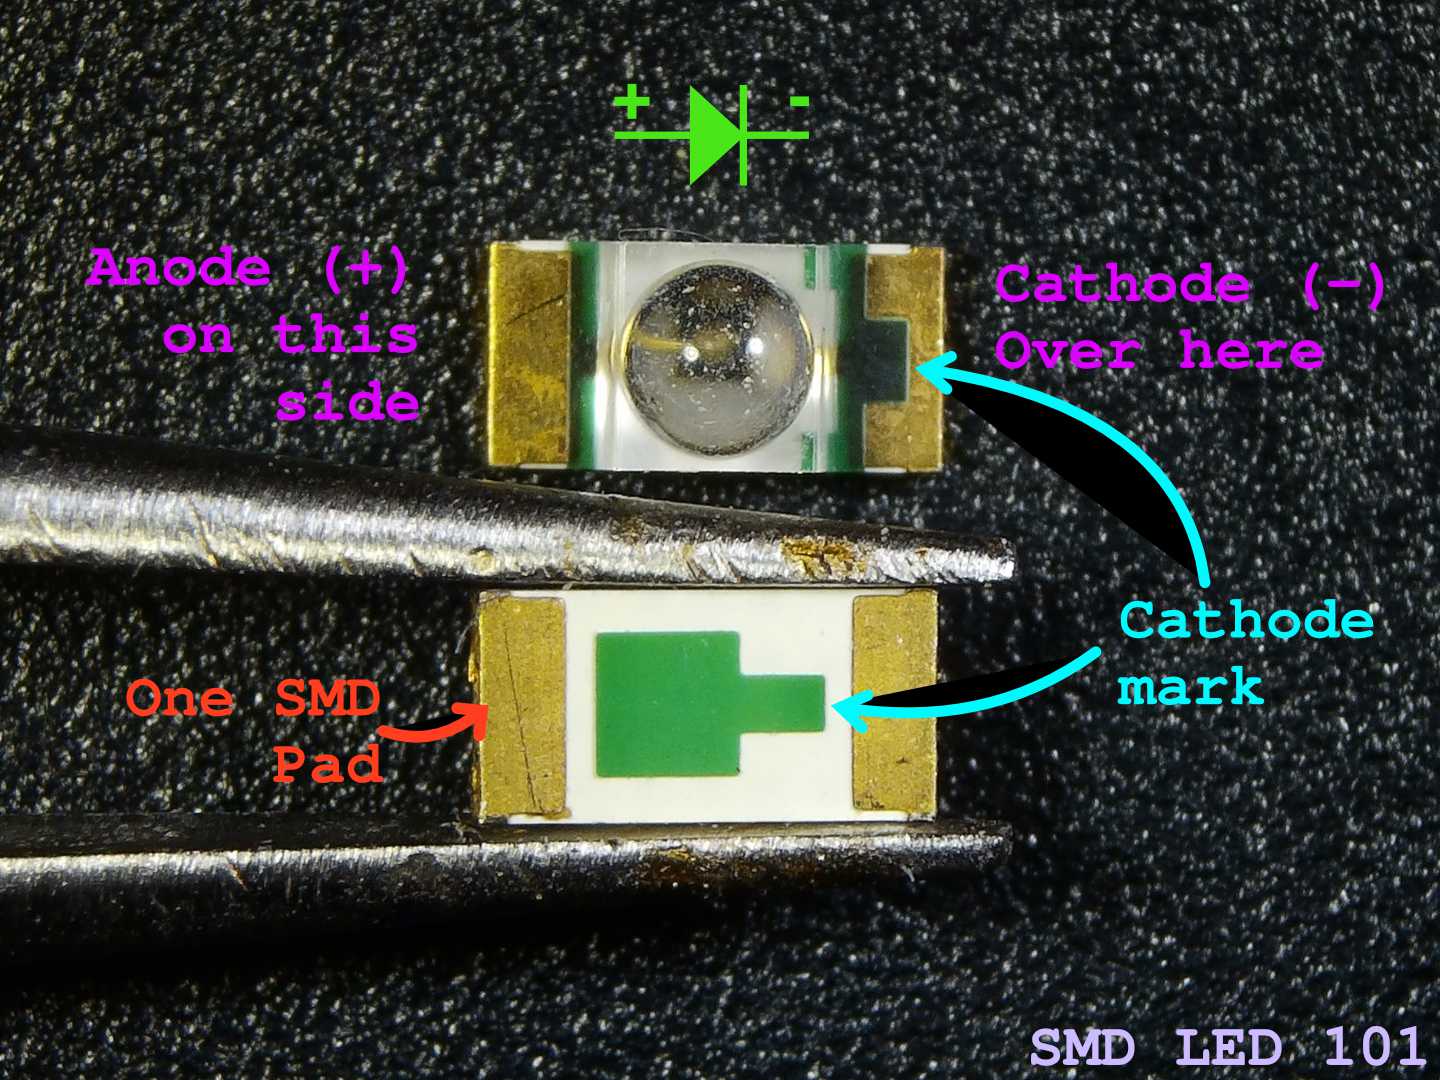 + -
Anode (+)
on this
side
Cathode (-)
Over here
Cathode
mark
One SMD
Pad
SMD LED 101